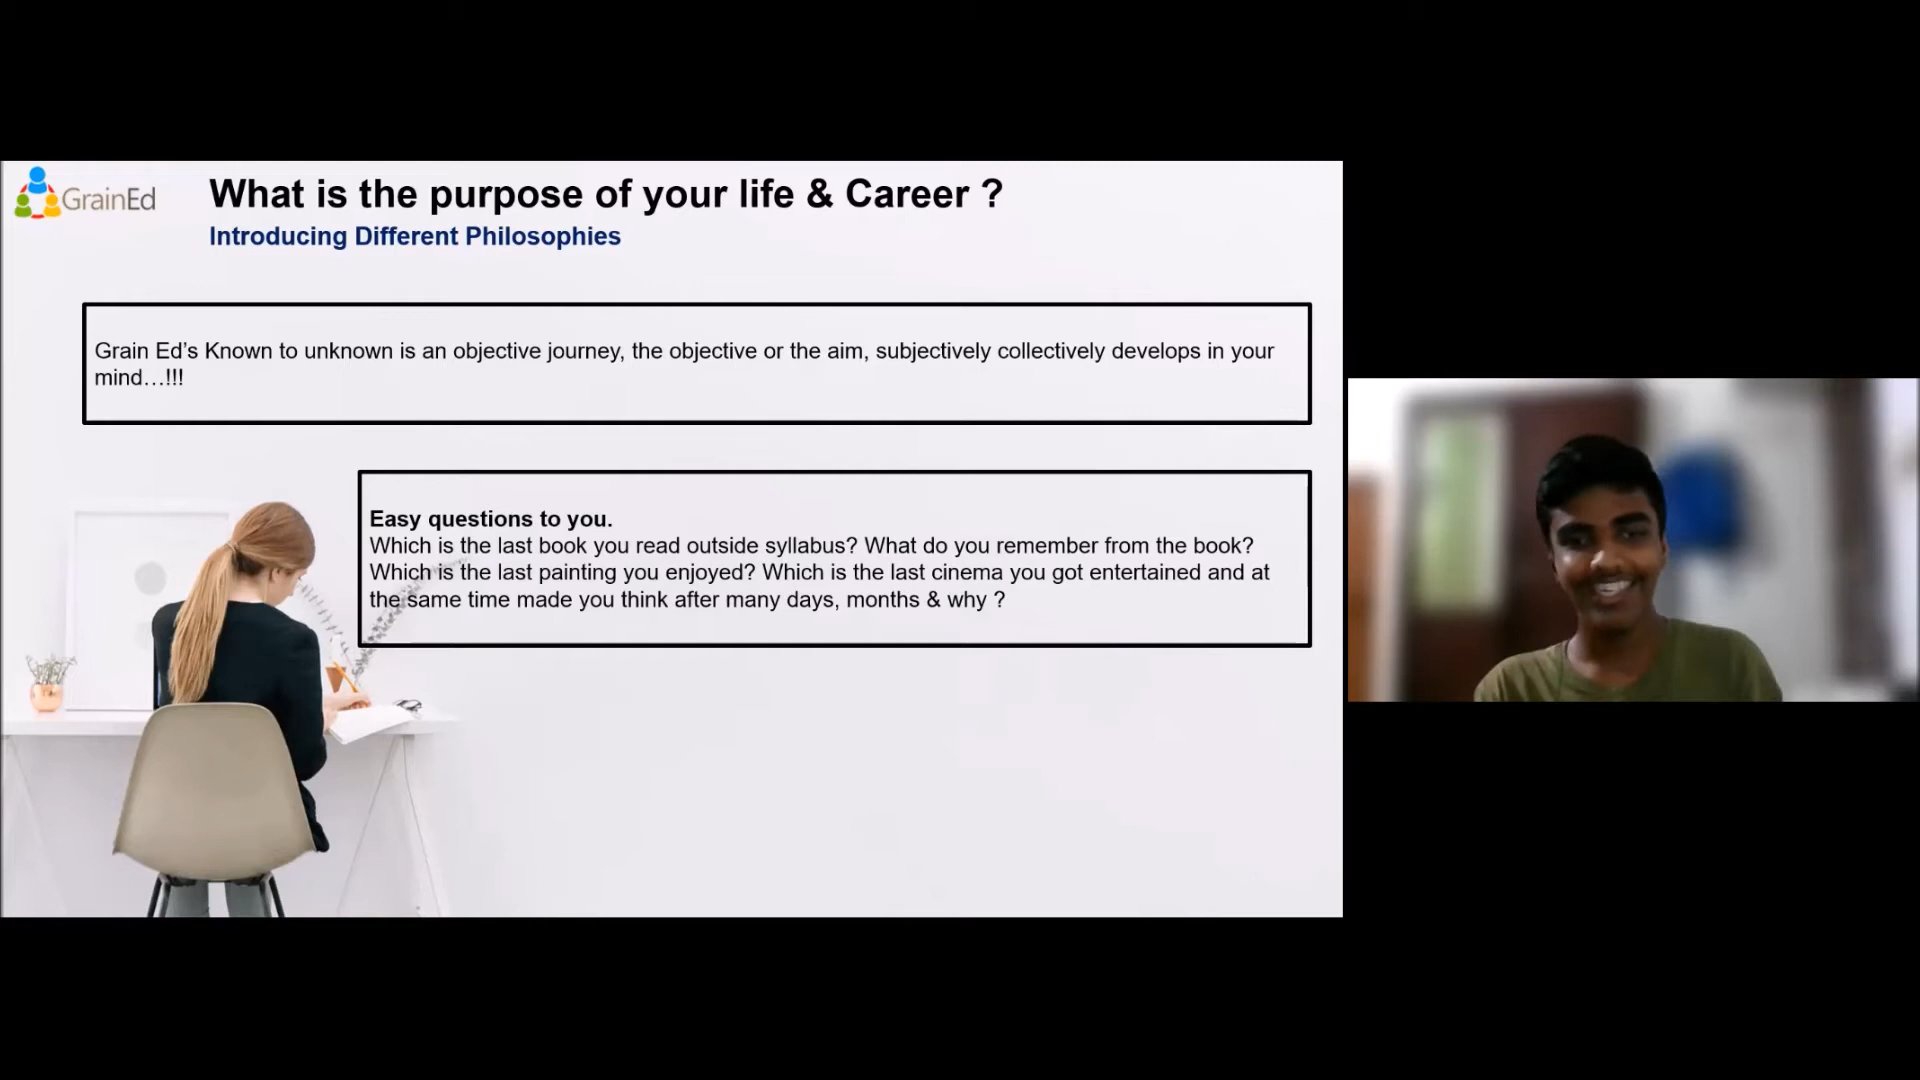 GrainEd
What is the purpose of your life & Career ?
Introducing Different Philosophies
Grain Ed’s Known to unknown is an objective journey, the objective or the aim, subjectively collectively develops in your
mind…!!!
Easy questions to you.
Which is the last book you read outside syllabus? What do you remember from the book?
Which is the last painting you enjoyed? Which is the last cinema you got entertained and at
the same time made you think after many days, months & why ?